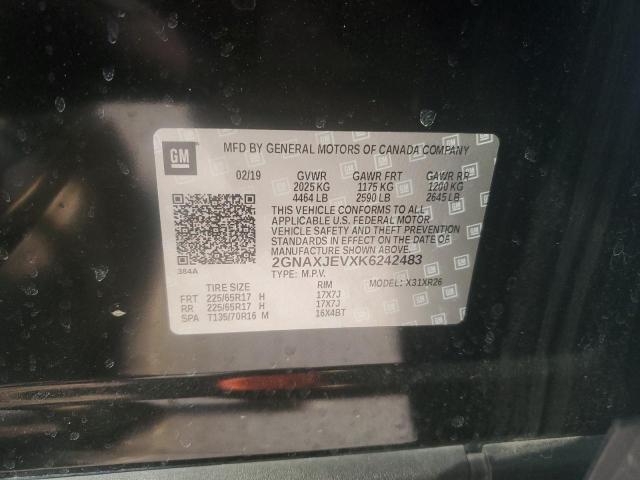 GM
MFD BY GENERAL MOTORS OF CANADA COMPANY
02/19 GVWR GAWR FRT GAWR RR
2025 KG 1175 KG 1200 KG
4464 LB 2590 LB 2645 LB
THIS VEHICLE CONFORMS TO ALL
APPLICABLE U.S. FEDERAL MOTOR
VEHICLE SAFETY AND THEFT
PREVENTION STANDARDS IN
EFFECT ON THE DATE OF
MANUFACTURE SHOWN ABOVE.
384A 2GNAXJEVXK6242483
TYPE: M.P.V. MODEL: X31XR26
TIRE SIZE RIM
FRT 225/65R17 H 17X7J
RR 225/65R17 H 17X7J
SPA T135/70R16 M 16X4BT